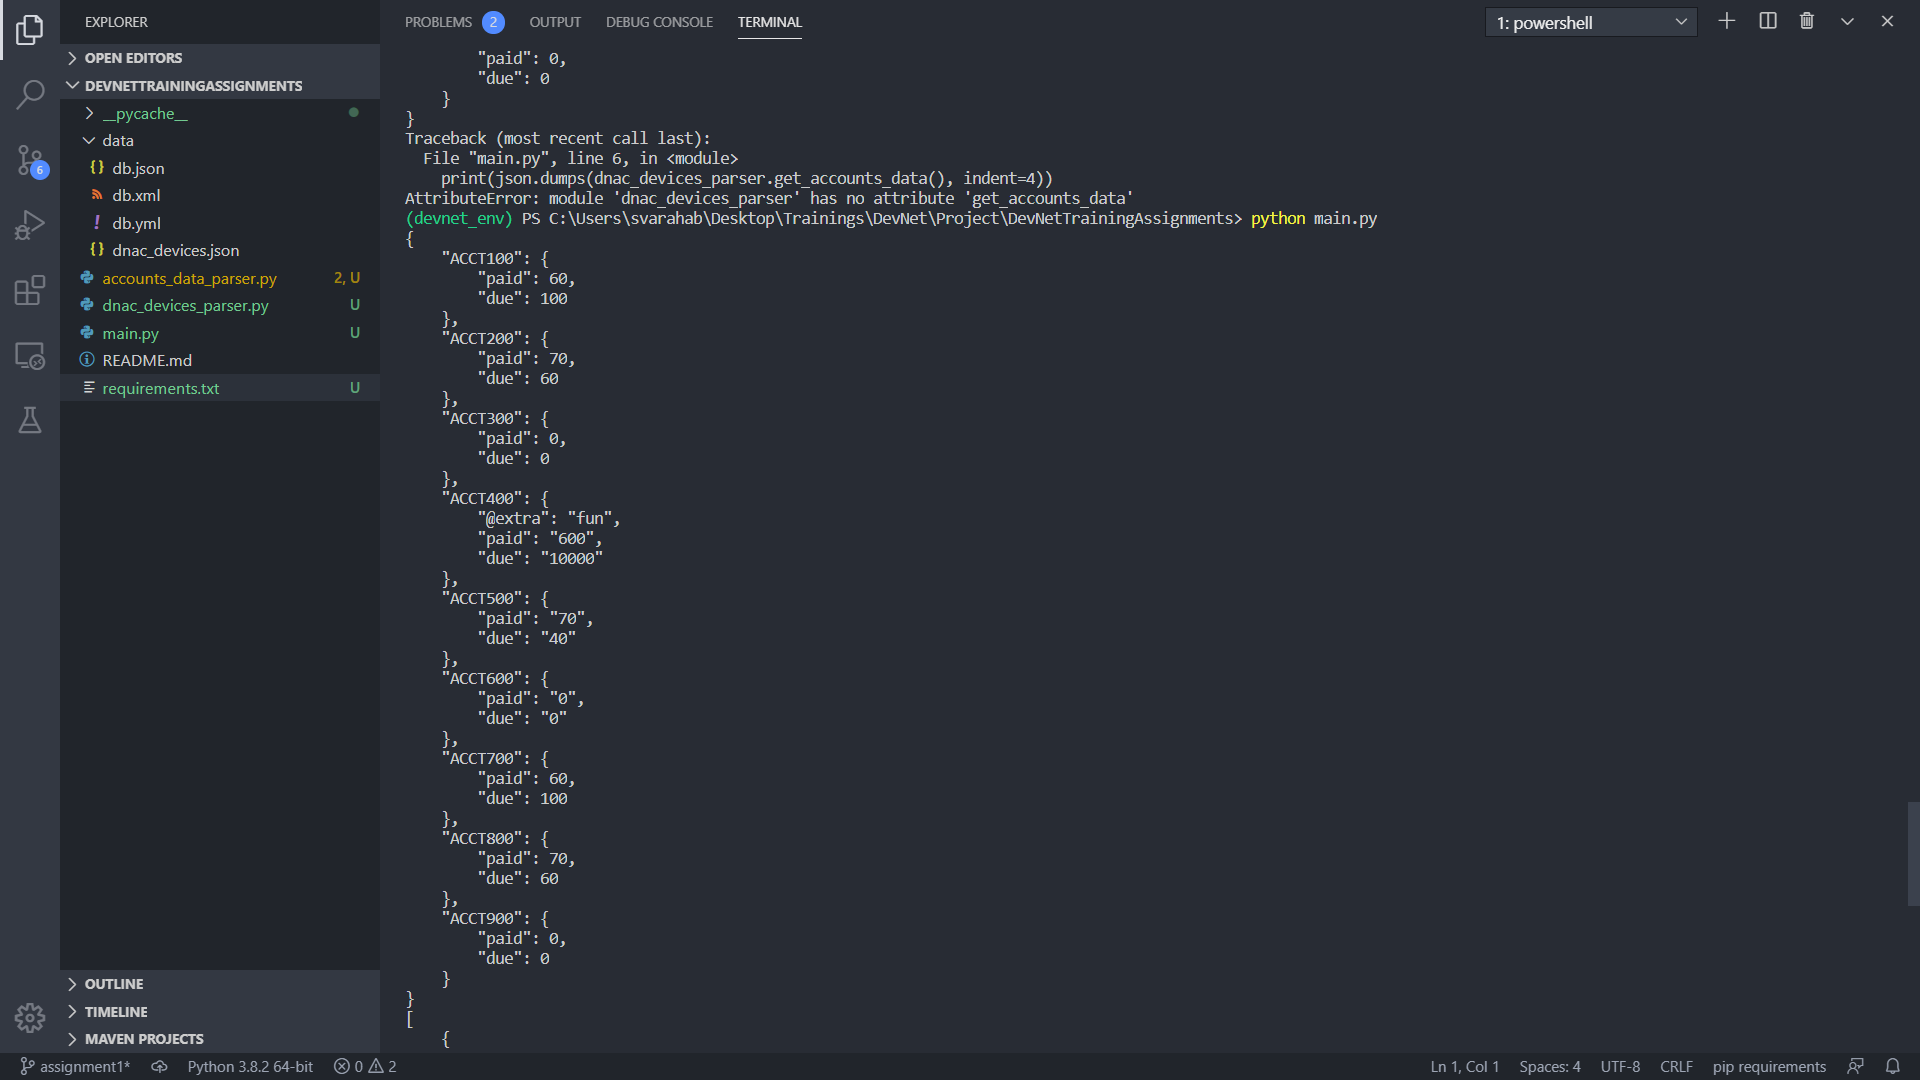 EXPLORER
OPEN EDITORS
DEVNETTRAININGASSIGNMENTS
__pycache__
data
db.json
db.xml
db.yml
dnac_devices.json
accounts_data_parser.py 2, U
dnac_devices_parser.py U
main.py U
README.md
requirements.txt U
6
OUTLINE
TIMELINE
MAVEN PROJECTS
PROBLEMS 2 OUTPUT DEBUG CONSOLE TERMINAL 1: powershell
        "paid": 0,
        "due": 0
    }
}
Traceback (most recent call last):
  File "main.py", line 6, in <module>
    print(json.dumps(dnac_devices_parser.get_accounts_data(), indent=4))
AttributeError: module 'dnac_devices_parser' has no attribute 'get_accounts_data'
(devnet_env) PS C:\Users\svarahab\Desktop\Trainings\DevNet\Project\DevNetTrainingAssignments> python main.py
{
    "ACCT100": {
        "paid": 60,
        "due": 100
    },
    "ACCT200": {
        "paid": 70,
        "due": 60
    },
    "ACCT300": {
        "paid": 0,
        "due": 0
    },
    "ACCT400": {
        "@extra": "fun",
        "paid": "600",
        "due": "10000"
    },
    "ACCT500": {
        "paid": "70",
        "due": "40"
    },
    "ACCT600": {
        "paid": "0",
        "due": "0"
    },
    "ACCT700": {
        "paid": 60,
        "due": 100
    },
    "ACCT800": {
        "paid": 70,
        "due": 60
    },
    "ACCT900": {
        "paid": 0,
        "due": 0
    }
}
[
    {
assignment1* Python 3.8.2 64-bit 0 2 Ln 1, Col 1 Spaces: 4 UTF-8 CRLF pip requirements